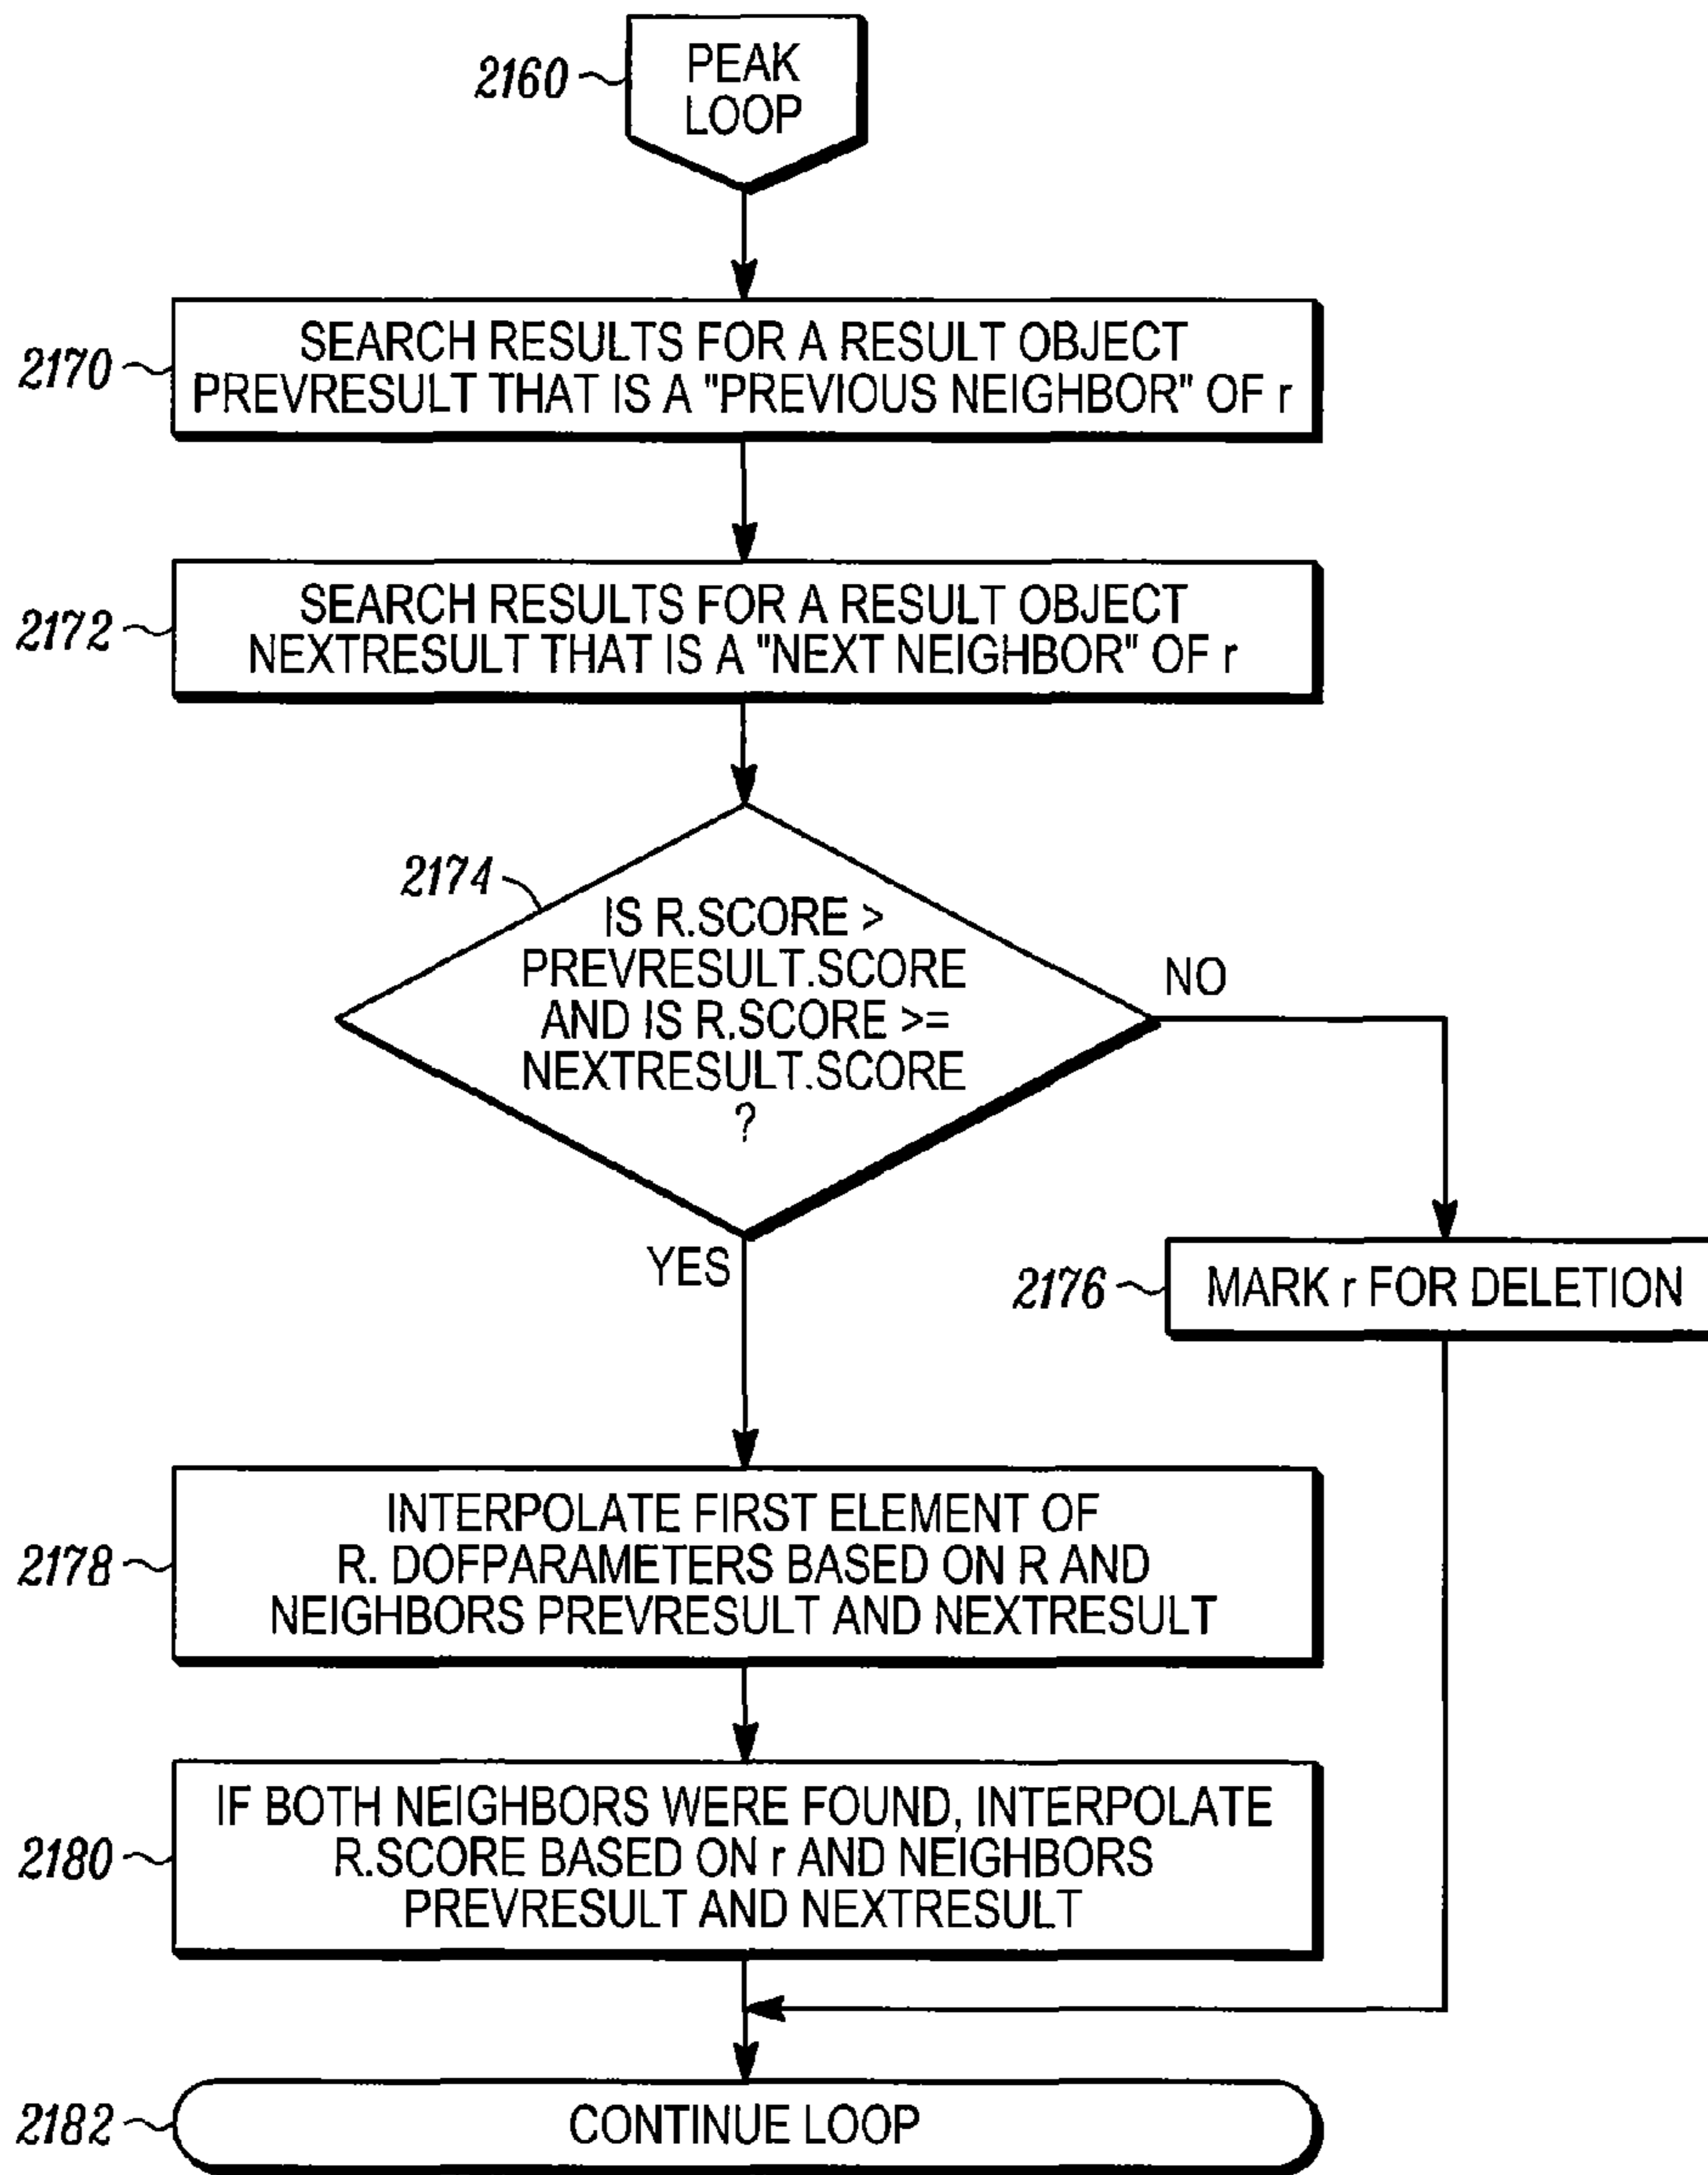 2160
PEAK
LOOP
2170
SEARCH RESULTS FOR A RESULT OBJECT
PREVRESULT THAT IS A "PREVIOUS NEIGHBOR" OF r
2172
SEARCH RESULTS FOR A RESULT OBJECT
NEXTRESULT THAT IS A "NEXT NEIGHBOR" OF r
2174
IS R.SCORE >
PREVRESULT.SCORE
AND IS R.SCORE >=
NEXTRESULT.SCORE
?
NO
YES
2176
MARK r FOR DELETION
2178
INTERPOLATE FIRST ELEMENT OF
R. DOFPARAMETERS BASED ON R AND
NEIGHBORS PREVRESULT AND NEXTRESULT
2180
IF BOTH NEIGHBORS WERE FOUND, INTERPOLATE
R.SCORE BASED ON r AND NEIGHBORS
PREVRESULT AND NEXTRESULT
2182
CONTINUE LOOP